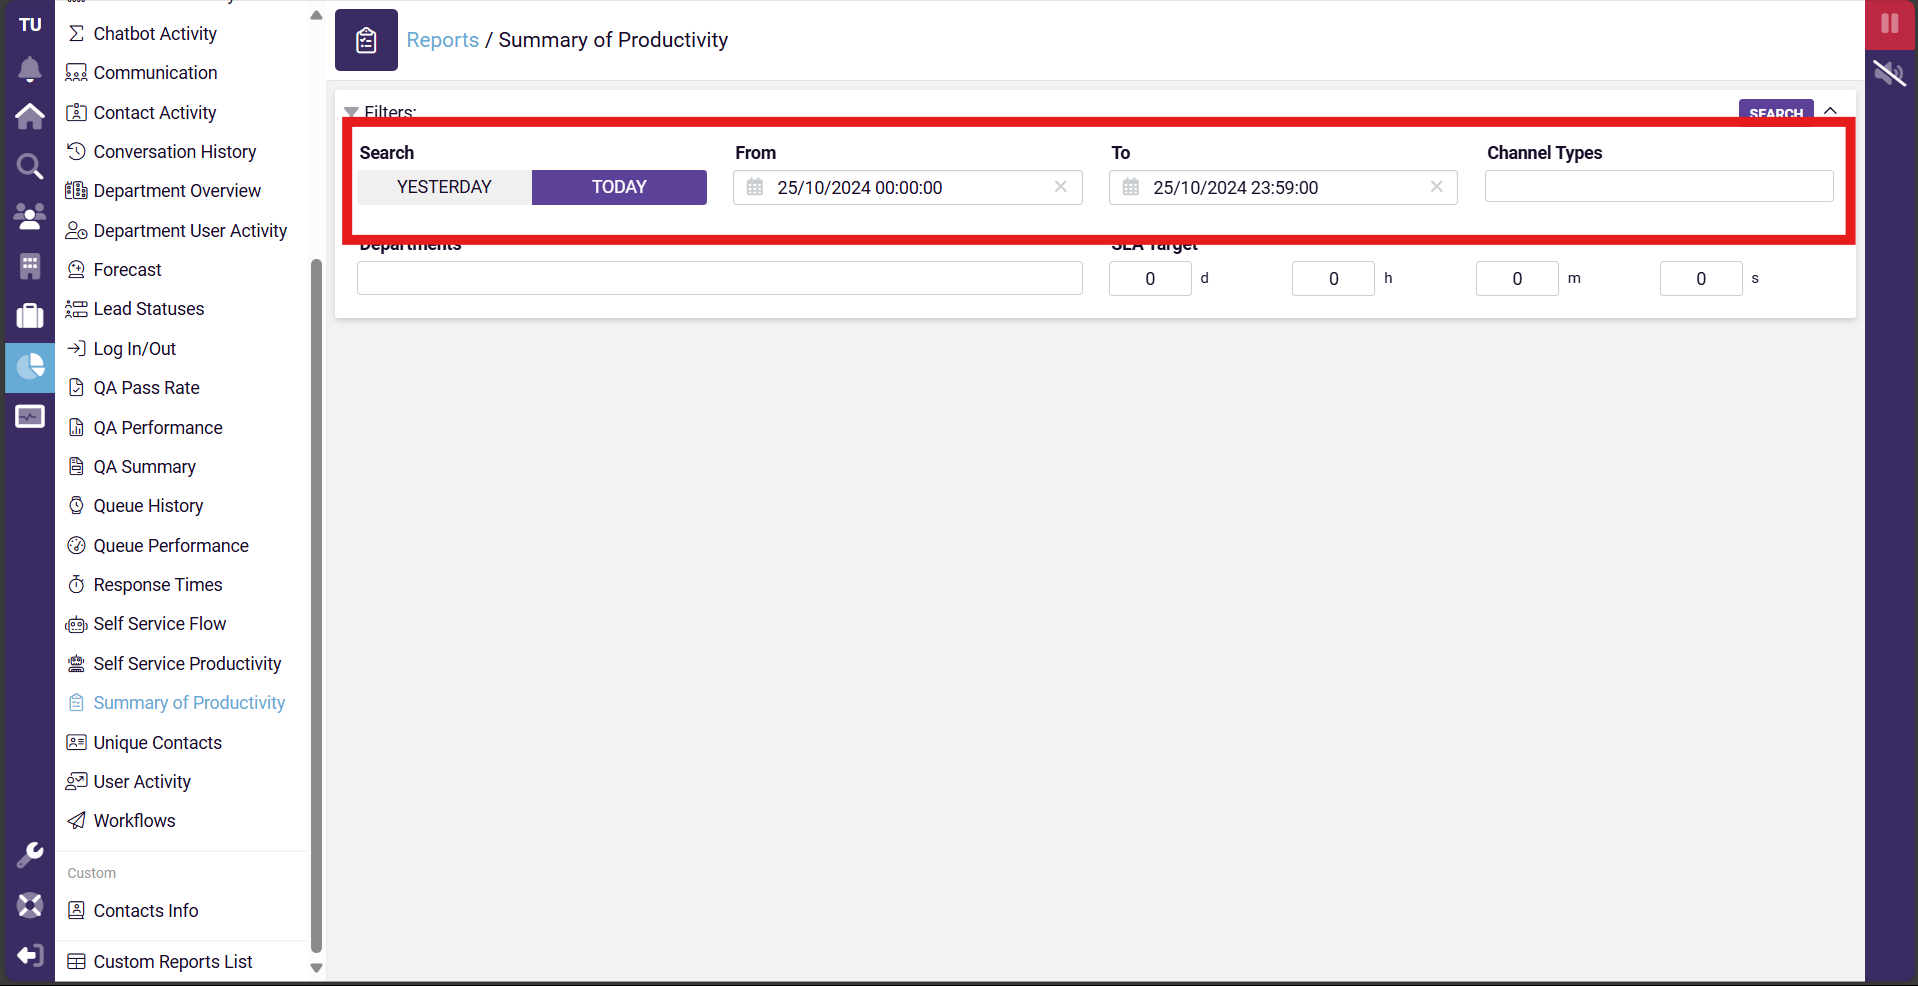 TU
Chatbot Activity
Communication
Contact Activity
Conversation History
Department Overview
Department User Activity
Forecast
Lead Statuses
Log In/Out
QA Pass Rate
QA Performance
QA Summary
Queue History
Queue Performance
Response Times
Self Service Flow
Self Service Productivity
Summary of Productivity
Unique Contacts
User Activity
Workflows
Custom
Contacts Info
Custom Reports List
Reports / Summary of Productivity
Filters:
SEARCH
Search From To Channel Types
YESTERDAY TODAY 25/10/2024 00:00:00 25/10/2024 23:59:00
Departments SLA Target
0 d 0 h 0 m 0 s